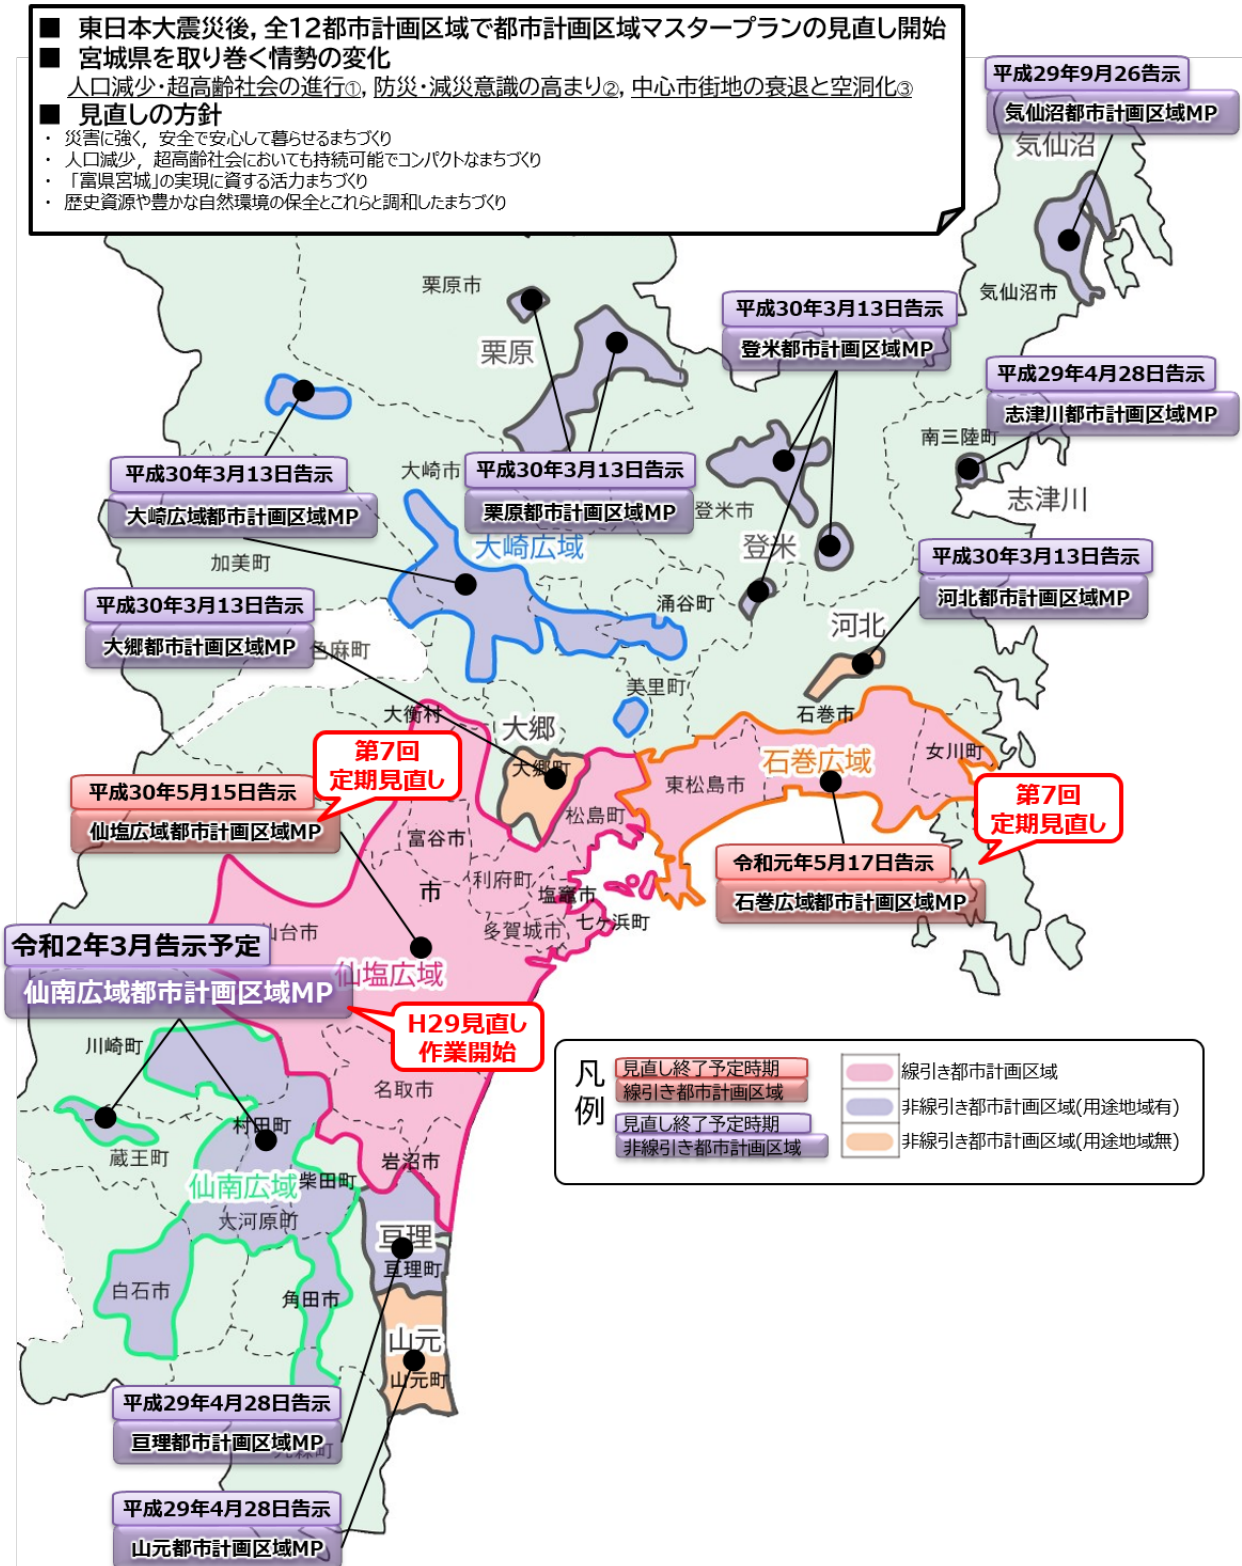 ■ 東日本大震災後，全12都市計画区域で都市計画区域マスタープランの見直し開始
■ 宮城県を取り巻く情勢の変化
人口減少・超高齢社会の進行①，防災・減災意識の高まり②，中心市街地の衰退と空洞化③
■ 見直しの方針
・ 災害に強く，安全で安心して暮らせるまちづくり
・ 人口減少，超高齢社会においても持続可能でコンパクトなまちづくり
・ 「富県宮城」の実現に資する活力まちづくり
・ 歴史資源や豊かな自然環境の保全とこれらと調和したまちづくり
平成29年9月26告示
気仙沼都市計画区域MP
気仙沼
気仙沼市
栗原市
栗原
平成30年3月13日告示
登米都市計画区域MP
平成29年4月28日告示
志津川都市計画区域MP
南三陸町
志津川
平成30年3月13日告示
大崎広域都市計画区域MP
大崎市
平成30年3月13日告示
栗原都市計画区域MP
登米市
登米
大崎広域
加美町
平成30年3月13日告示
河北都市計画区域MP
涌谷町
河北
平成30年3月13日告示
大郷都市計画区域MP
色麻町
美里町
大衡村
大郷
大郷町
石巻市
石巻広域
女川町
東松島市
松島町
第7回
定期見直し
平成30年5月15日告示
仙塩広域都市計画区域MP
第7回
定期見直し
令和元年5月17日告示
石巻広域都市計画区域MP
富谷市
市
利府町
塩竈市
七ヶ浜町
多賀城市
仙台市
仙塩広域
令和2年3月告示予定
仙南広域都市計画区域MP
H29見直し
作業開始
川崎町
名取市
村田町
蔵王町
岩沼市
柴田町
仙南広域
大河原町
亘理
亘理町
白石市
角田市
山元
山元町
平成29年4月28日告示
亘理都市計画区域MP
平成29年4月28日告示
山元都市計画区域MP
凡例
見直し終了予定時期
線引き都市計画区域
見直し終了予定時期
非線引き都市計画区域
線引き都市計画区域
非線引き都市計画区域(用途地域有)
非線引き都市計画区域(用途地域無)